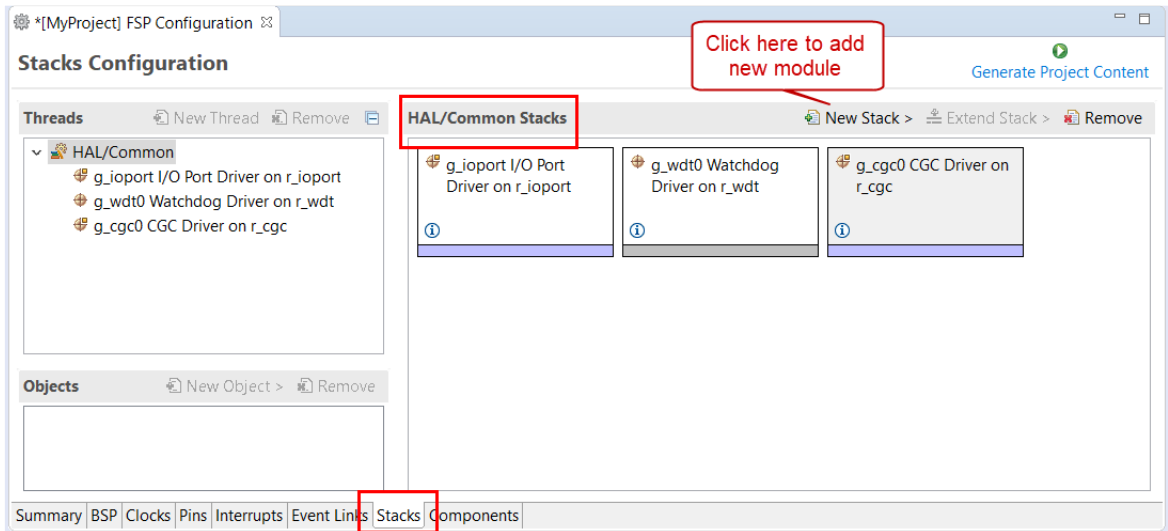 *[MyProject] FSP Configuration
Stacks Configuration
Click here to add
new module
Generate Project Content
Threads New Thread Remove
HAL/Common Stacks New Stack > Extend Stack > Remove
HAL/Common
g_ioport I/O Port Driver on r_ioport
g_wdt0 Watchdog Driver on r_wdt
g_cgc0 CGC Driver on r_cgc
g_ioport I/O Port
Driver on r_ioport
g_wdt0 Watchdog
Driver on r_wdt
g_cgc0 CGC Driver on
r_cgc
Objects New Object > Remove
Summary BSP Clocks Pins Interrupts Event Links Stacks Components